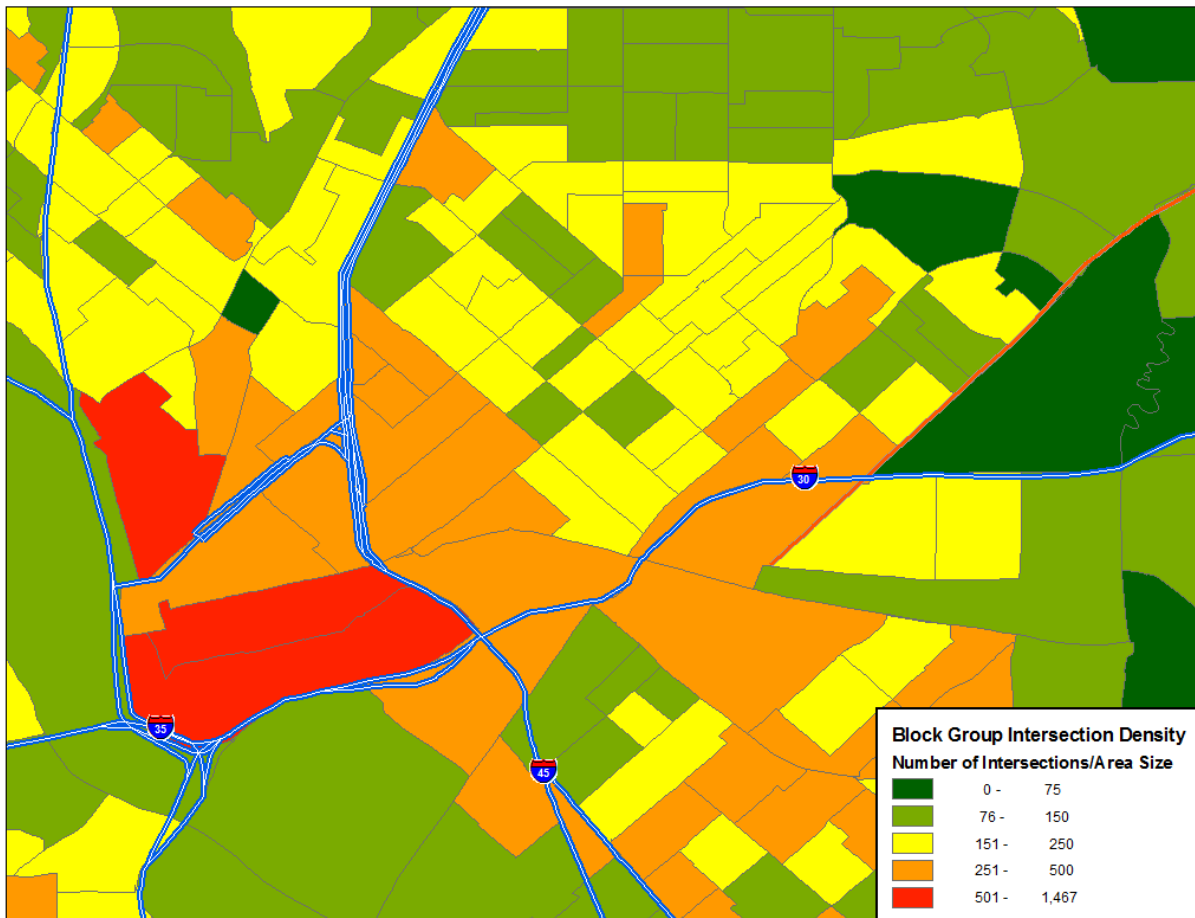 30
35
45
Block Group Intersection Density
Number of Intersections/Area Size
0 - 75
76 - 150
151 - 250
251 - 500
501 - 1,467